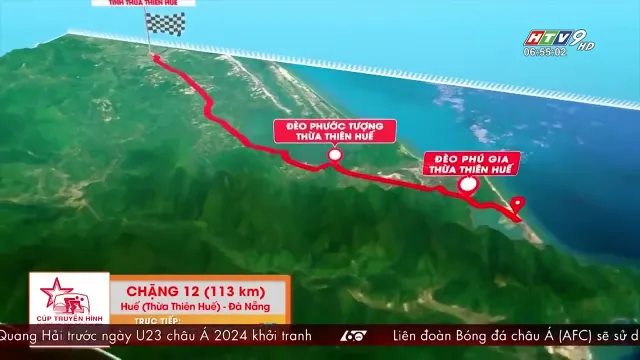 TỈNH THỪA THIÊN HUẾ
HTV9 HD
06:55:02
ĐÈO PHƯỚC TƯỢNG
THỪA THIÊN HUẾ
ĐÈO PHÚ GIA
THỪA THIÊN HUẾ
CHẶNG 12 (113 km)
Huế (Thừa Thiên Huế) - Đà Nẵng
TRỰC TIẾP:
CÚP TRUYỀN HÌNH
Quang Hải trước ngày U23 châu Á 2024 khởi tranh
60
Liên đoàn Bóng đá châu Á (AFC) sẽ sử d